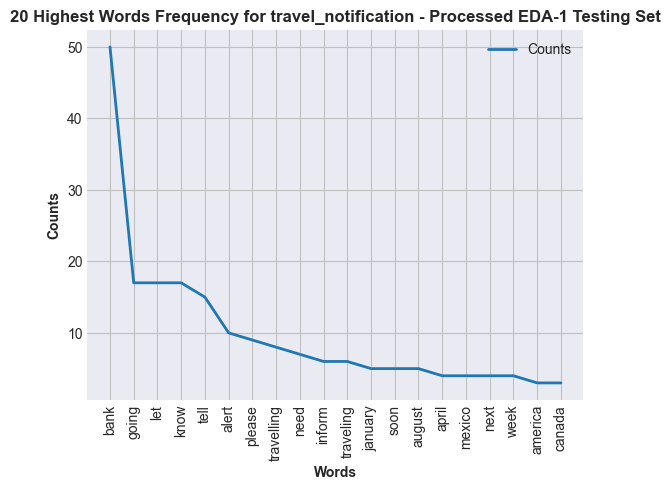 20 Highest Words Frequency for travel_notification - Processed EDA-1 Testing Set
Counts
50
40
30
20
10
Counts
bank
going
let
know
tell
alert
please
travelling
need
inform
traveling
january
soon
august
april
mexico
next
week
america
canada
Words